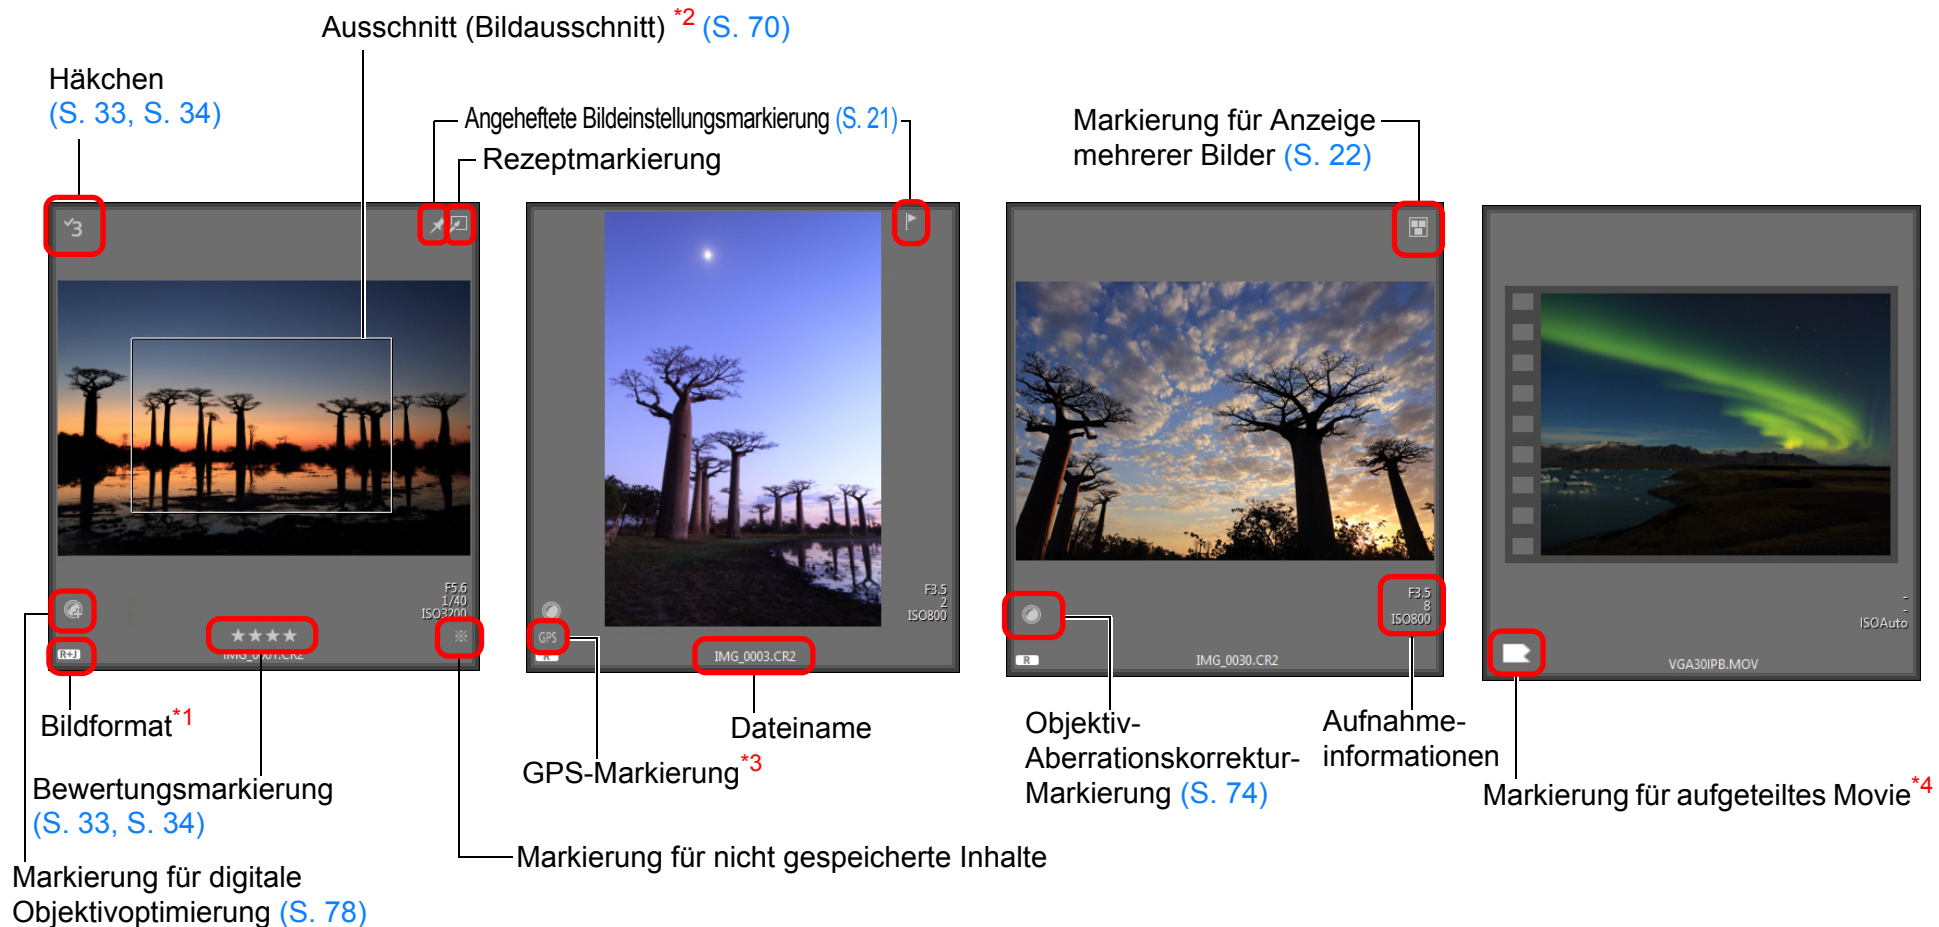 Ausschnitt (Bildausschnitt) *2 (S. 70)
Häkchen
(S. 33, S. 34)
Angeheftete Bildeinstellungsmarkierung (S. 21)
Rezeptmarkierung
Markierung für Anzeige
mehrerer Bilder (S. 22)
3
F5.6
1/40
ISO3200
★★★★
※
R+J
IMG_0001.CR2
F3.5
2
ISO800
GPS
R
IMG_0003.CR2
F3.5
8
ISO800
R
IMG_0030.CR2
-
-
ISOAuto
VGA30IPB.MOV
Bildformat*1
Bewertungsmarkierung
(S. 33, S. 34)
Markierung für digitale
Objektivoptimierung (S. 78)
GPS-Markierung*3
Dateiname
Markierung für nicht gespeicherte Inhalte
Objektiv-
Aberrationskorrektur-
Markierung (S. 74)
Aufnahme-
informationen
Markierung für aufgeteiltes Movie*4